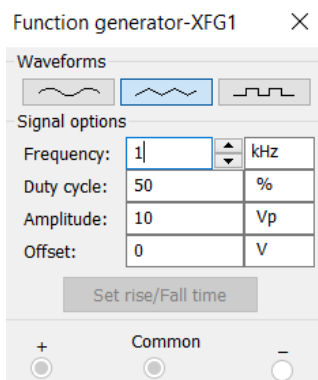 Function generator-XFG1
Waveforms
Signal options
Frequency: 1 kHz
Duty cycle: 50 %
Amplitude: 10 Vp
Offset: 0 V
Set rise/Fall time
+ Common −